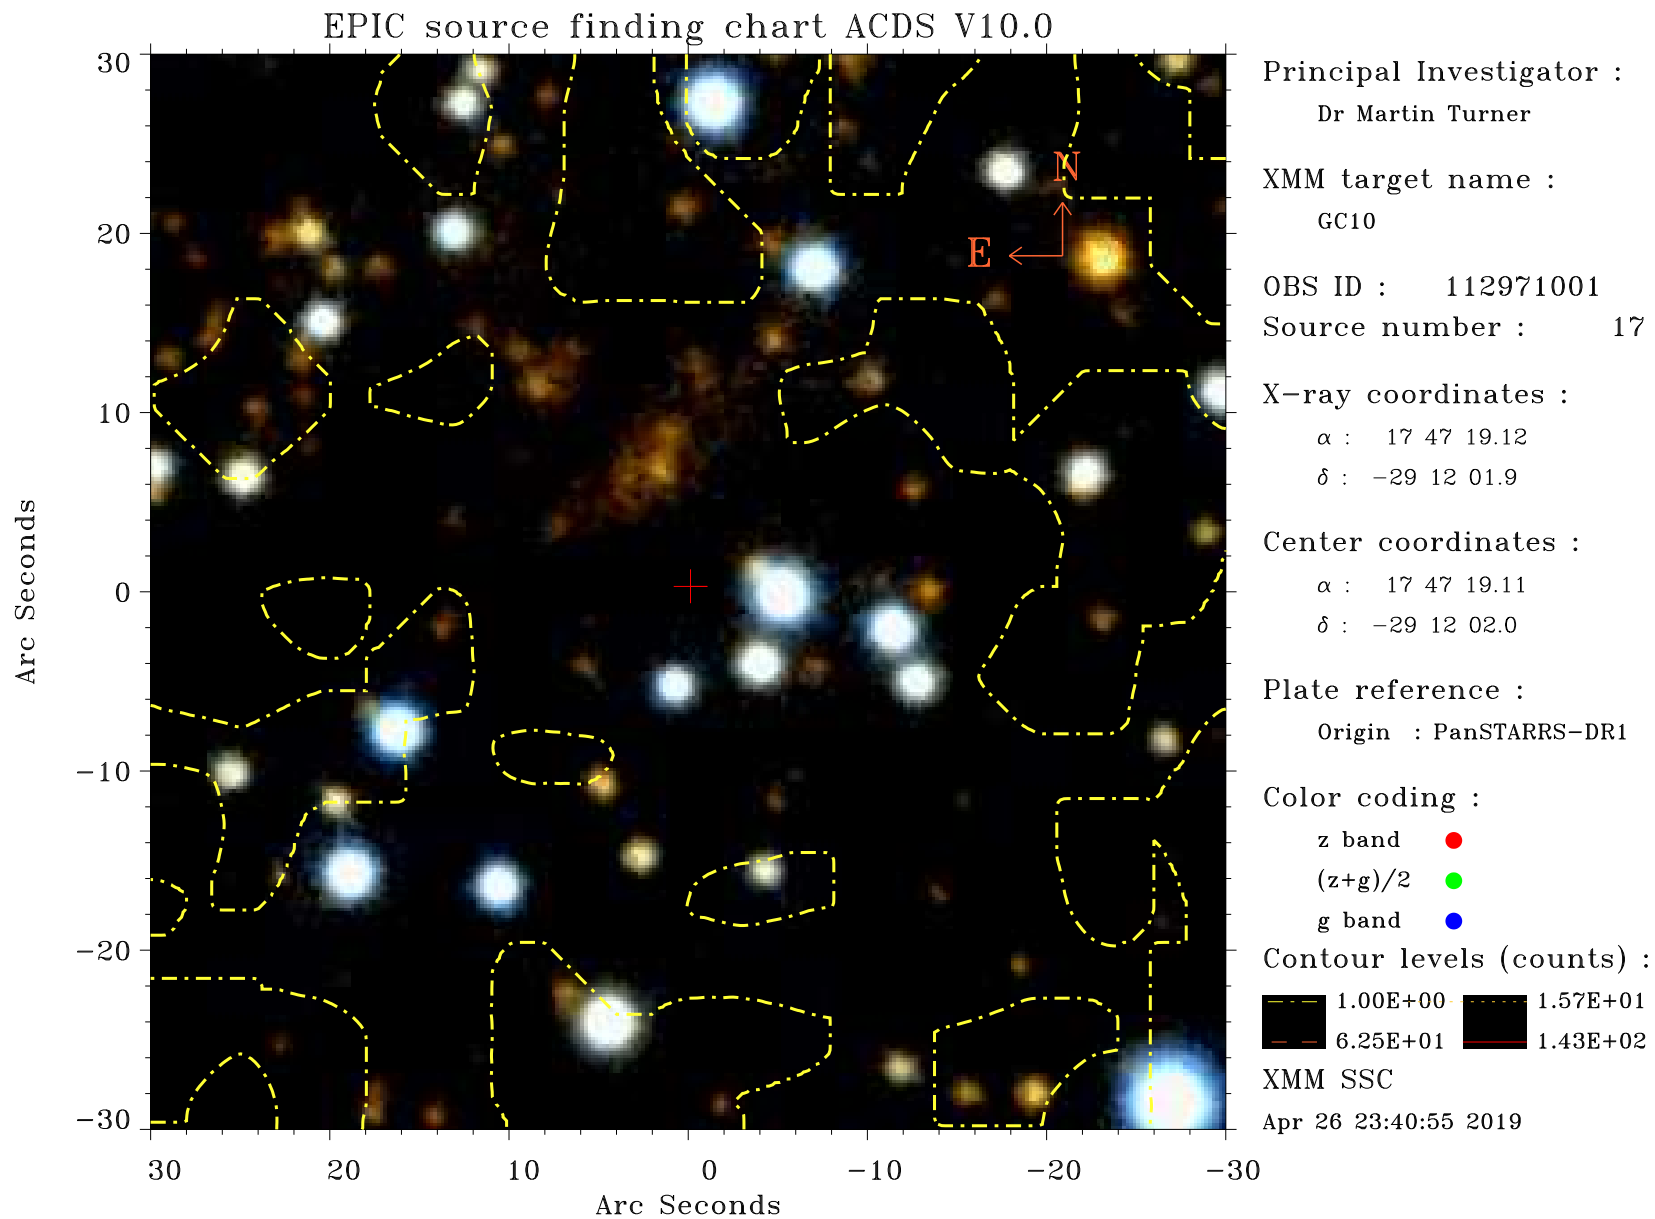 EPIC source finding chart ACDS V10.0
30
20
10
0
−10
−20
−30
Arc Seconds
30 20 10 0 −10 −20 −30
Arc Seconds
N
E
Principal Investigator :
Dr Martin Turner
XMM target name :
GC10
OBS ID : 112971001
Source number : 17
X−ray coordinates :
α : 17 47 19.12
δ : −29 12 01.9
Center coordinates :
α : 17 47 19.11
δ : −29 12 02.0
Plate reference :
Origin : PanSTARRS−DR1
Color coding :
z band
(z+g)/2
g band
Contour levels (counts) :
1.00E+00 1.57E+01
6.25E+01 1.43E+02
XMM SSC
Apr 26 23:40:55 2019